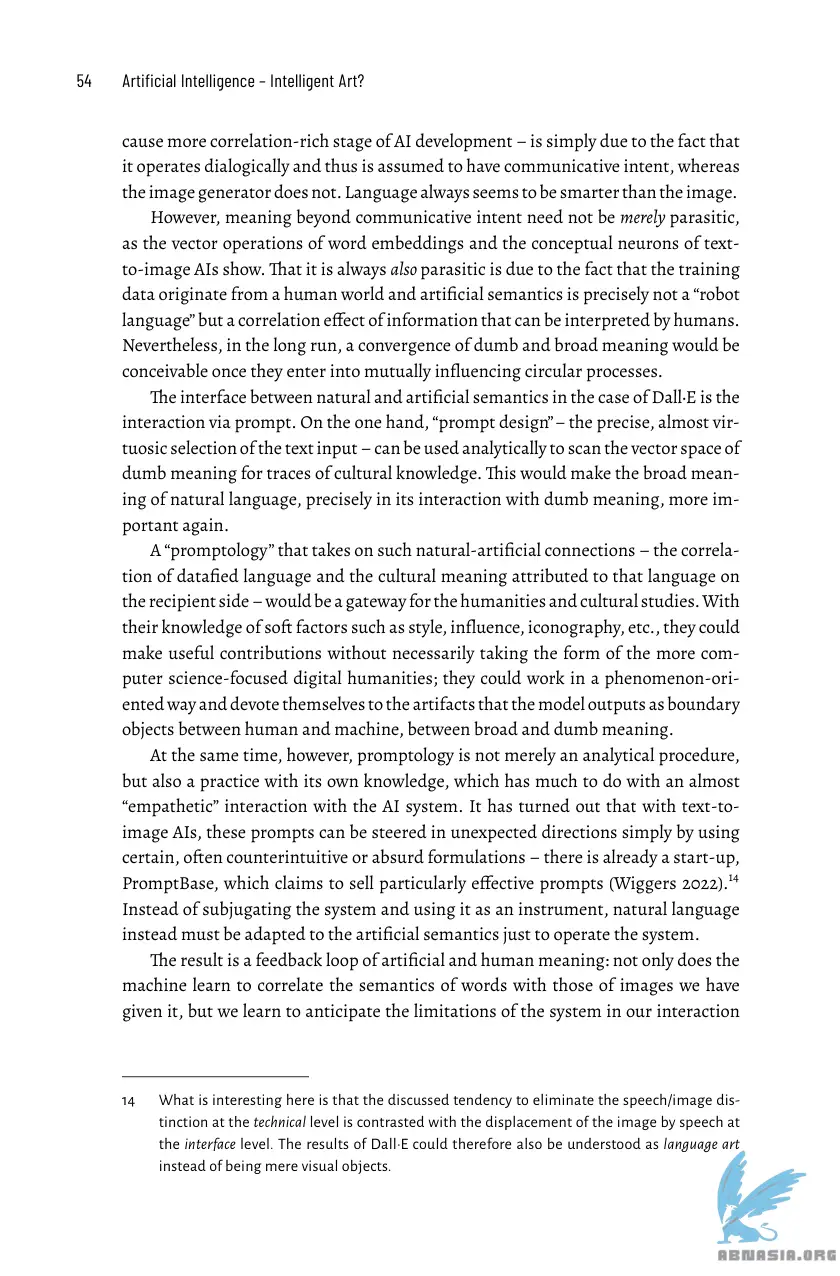 54 Artificial Intelligence – Intelligent Art?
cause more correlation-rich stage of AI development – is simply due to the fact that
it operates dialogically and thus is assumed to have communicative intent, whereas
the image generator does not. Language always seems to be smarter than the image.
However, meaning beyond communicative intent need not be merely parasitic,
as the vector operations of word embeddings and the conceptual neurons of text-
to-image AIs show. That it is always also parasitic is due to the fact that the training
data originate from a human world and artificial semantics is precisely not a “robot
language” but a correlation effect of information that can be interpreted by humans.
Nevertheless, in the long run, a convergence of dumb and broad meaning would be
conceivable once they enter into mutually influencing circular processes.
The interface between natural and artificial semantics in the case of Dall·E is the
interaction via prompt. On the one hand, “prompt design” – the precise, almost vir-
tuosic selection of the text input – can be used analytically to scan the vector space of
dumb meaning for traces of cultural knowledge. This would make the broad mean-
ing of natural language, precisely in its interaction with dumb meaning, more im-
portant again.
A “promptology” that takes on such natural-artificial connections – the correla-
tion of datafied language and the cultural meaning attributed to that language on
the recipient side – would be a gateway for the humanities and cultural studies. With
their knowledge of soft factors such as style, influence, iconography, etc., they could
make useful contributions without necessarily taking the form of the more com-
puter science-focused digital humanities; they could work in a phenomenon-ori-
ented way and devote themselves to the artifacts that the model outputs as boundary
objects between human and machine, between broad and dumb meaning.
At the same time, however, promptology is not merely an analytical procedure,
but also a practice with its own knowledge, which has much to do with an almost
“empathetic” interaction with the AI system. It has turned out that with text-to-
image AIs, these prompts can be steered in unexpected directions simply by using
certain, often counterintuitive or absurd formulations – there is already a start-up,
PromptBase, which claims to sell particularly effective prompts (Wiggers 2022).14
Instead of subjugating the system and using it as an instrument, natural language
instead must be adapted to the artificial semantics just to operate the system.
The result is a feedback loop of artificial and human meaning: not only does the
machine learn to correlate the semantics of words with those of images we have
given it, but we learn to anticipate the limitations of the system in our interaction
14 What is interesting here is that the discussed tendency to eliminate the speech/image dis-
tinction at the technical level is contrasted with the displacement of the image by speech at
the interface level. The results of Dall·E could therefore also be understood as language art
instead of being mere visual objects.
ABNASIA.ORG